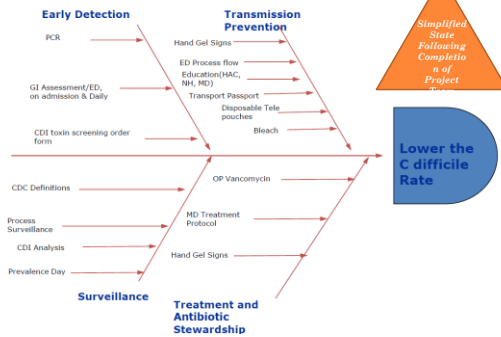 Early Detection
PCR
GI Assessment/ED,
on admission & Daily
CDI toxin screening order
form
Transmission
Prevention
Hand Gel Signs
ED Process flow
Education(HAC,
NH, MD)
Transport Passport
Disposable Tele
pouches
Bleach
Simplified
State
Following
Completio
n of
Project
Lower the
C difficile
Rate
CDC Definitions
Process
Surveillance
CDI Analysis
Prevalence Day
Surveillance
OP Vancomycin
MD Treatment
Protocol
Hand Gel Signs
Treatment and
Antibiotic
Stewardship